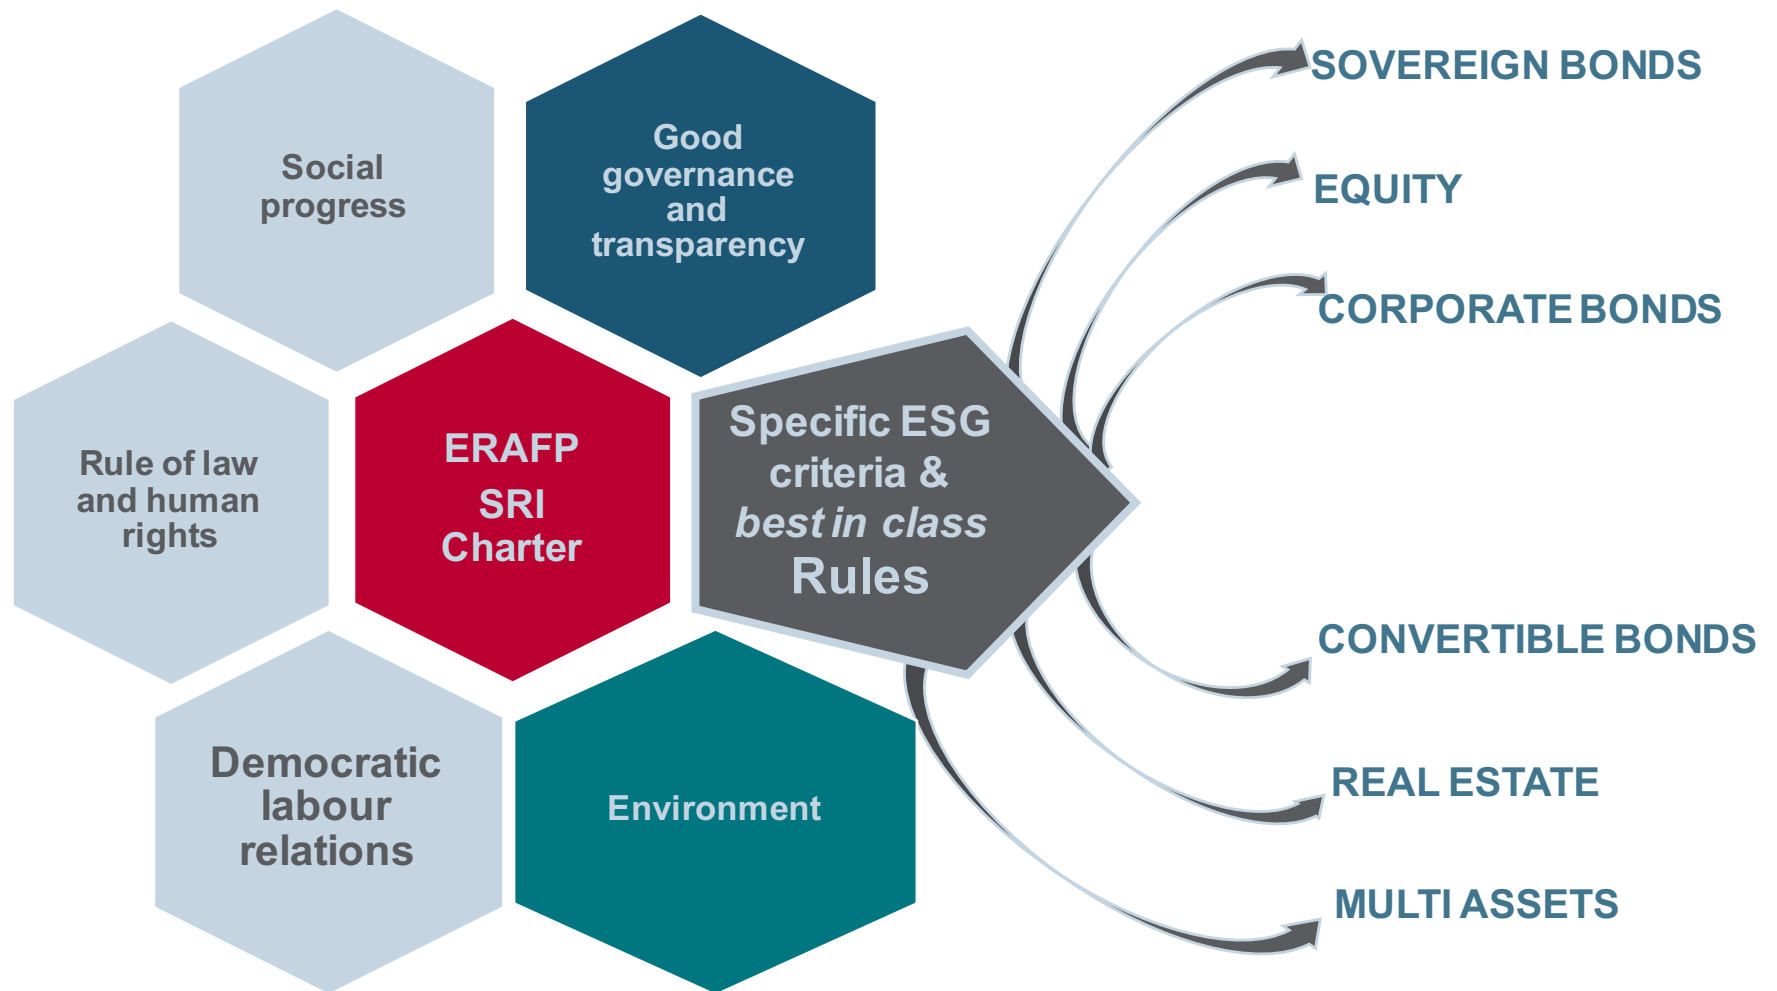 Social
progress
Good
governance
and
transparency
Rule of law
and human
rights
ERAFP
SRI
Charter
Democratic
labour
relations
Environment
Specific ESG
criteria &
best in class
Rules
SOVEREIGN BONDS
EQUITY
CORPORATE BONDS
CONVERTIBLE BONDS
REAL ESTATE
MULTI ASSETS